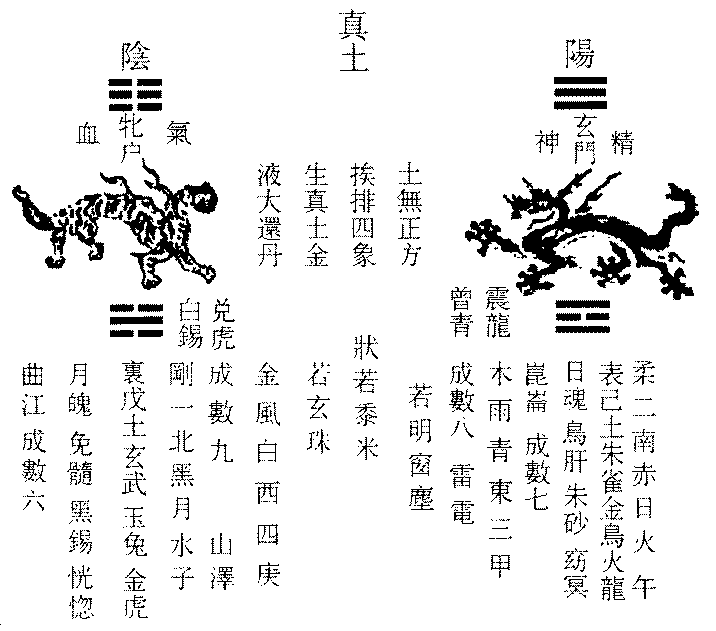 真土
陽
精
玄門
神
震龍
曾青
柔二南赤日火 午
表己土朱雀金烏火龍
日魂烏肝 朱砂 窈冥
崑崙 成數七
木雨青東三甲
成數八 雷電
土無正方
挨排四象
生真土金
液大還丹
若明窗塵
狀若黍米
若玄珠
陰
氣
牝户
血
兌虎
白錫
金風白西四庚
成數九 山澤
剛一北黑月水子
裏戊土玄武 玉兔 金虎
月魄 兔髓 黑錫 恍惚
曲江成數六